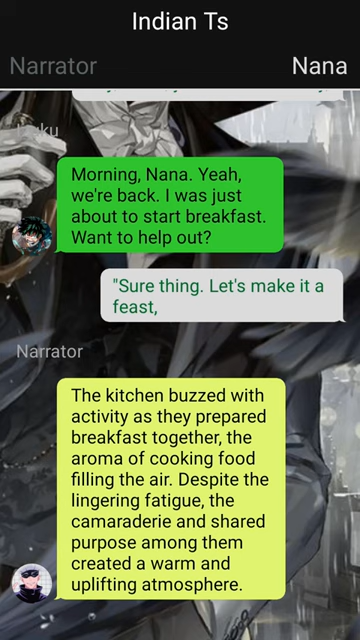 Indian Ts
Narrator
Nana
Morning, Nana. Yeah,
we're back. I was just
about to start breakfast.
Want to help out?
"Sure thing. Let's make it a
feast,
Narrator
The kitchen buzzed with
activity as they prepared
breakfast together, the
aroma of cooking food
filling the air. Despite the
lingering fatigue, the
camaraderie and shared
purpose among them
created a warm and
uplifting atmosphere.